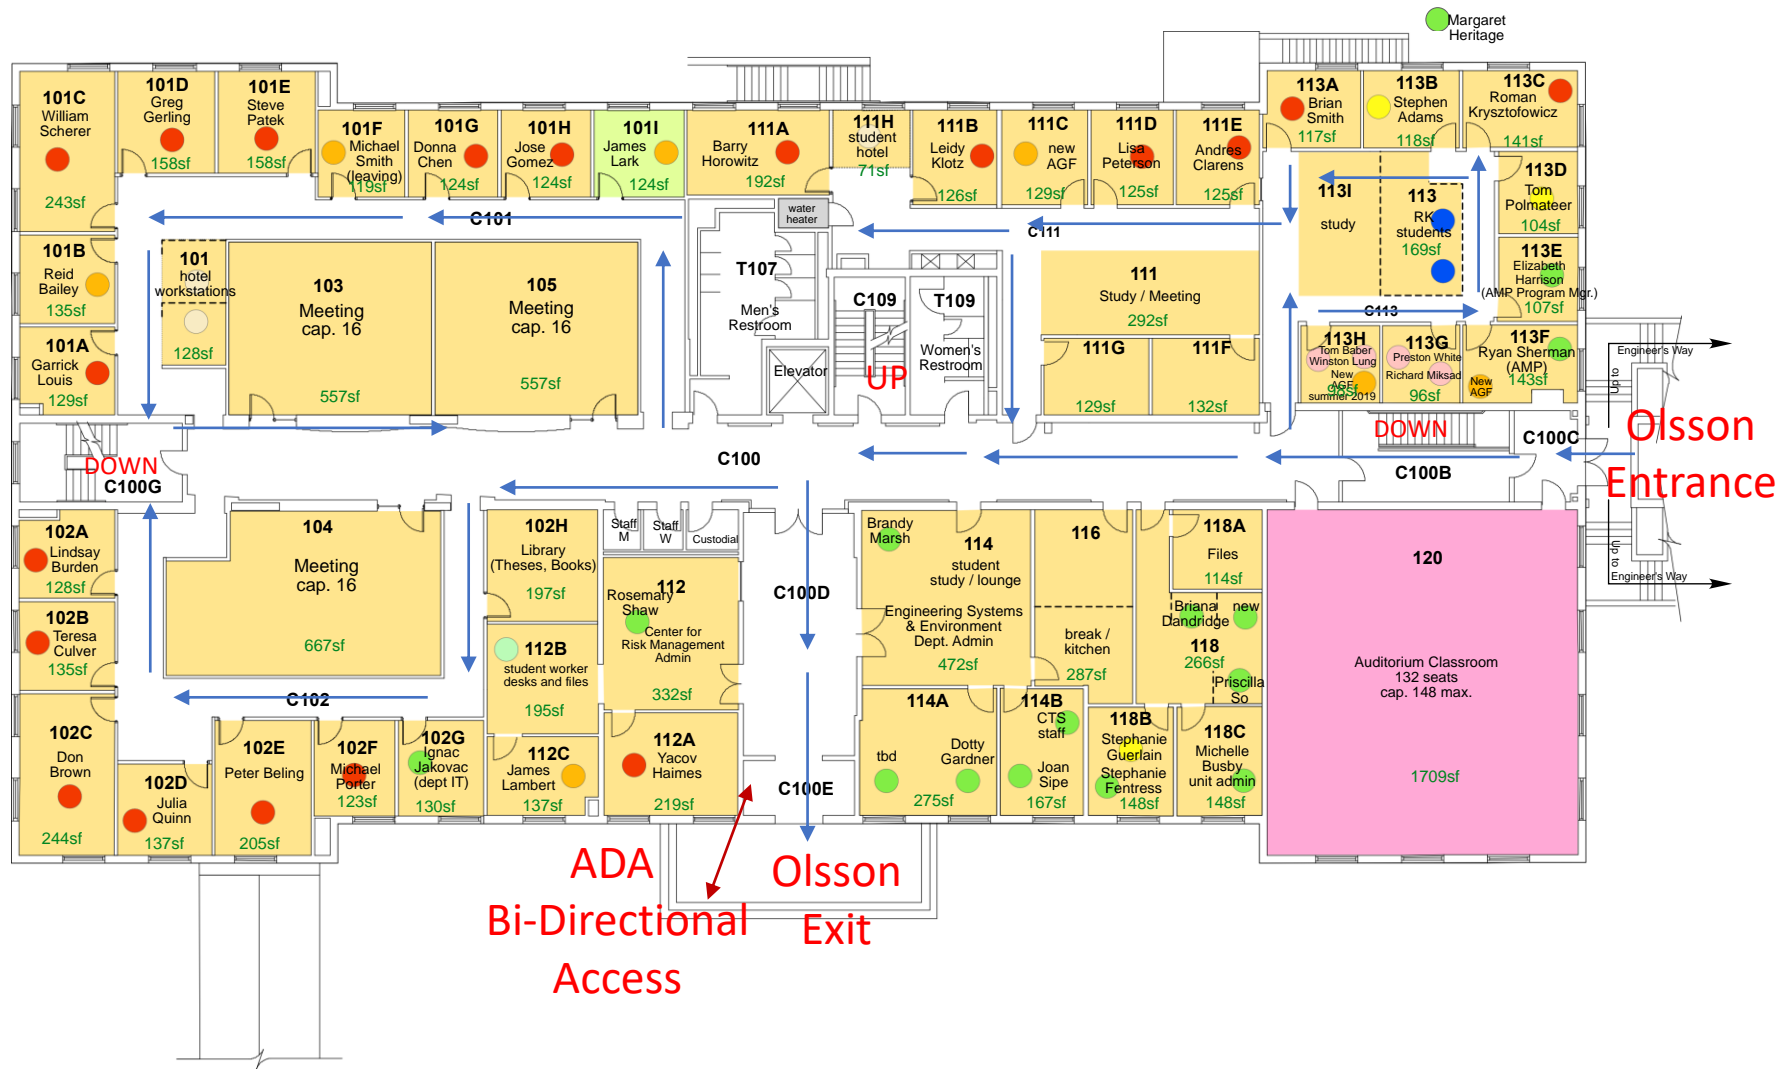 Margaret
Heritage
101C
William
Scherer
243sf
101D
Greg
Gerling
158sf
101E
Steve
Patek
158sf
101F
Michael
Smith
(leaving)
119sf
101G
Donna
Chen
124sf
101H
Jose
Gomez
124sf
101I
James
Lark
124sf
111A
Barry
Horowitz
192sf
111H
student
hotel
71sf
111B
Leidy
Klotz
126sf
111C
new
AGF
129sf
111D
Lisa
Peterson
125sf
111E
Andres
Clarens
125sf
113A
Brian
Smith
117sf
113B
Stephen
Adams
118sf
113C
Roman
Krysztofowicz
141sf
113D
Tom
Polmateer
104sf
113I
study
113
RK
students
169sf
113E
Elizabeth
Harrison
(AMP Program Mgr.)
107sf
C113
113H
Tom Baber
Winston Lung
New
AGF
summer 2019
98sf
113G
Preston White
Richard Miksad
96sf
113F
Ryan Sherman
(AMP)
143sf
New
AGF
101B
Reid
Bailey
135sf
101A
Garrick
Louis
129sf
101
hotel
workstations
128sf
C101
103
Meeting
cap. 16
557sf
105
Meeting
cap. 16
557sf
water
heater
T107
Men's
Restroom
Elevator
C109
UP
T109
Women's
Restroom
C111
111
Study / Meeting
292sf
111G
129sf
111F
132sf
Engineer's Way
Up to
Olsson
Entrance
Up to
Engineer's Way
DOWN
C100G
C100
DOWN
C100B
C100C
102A
Lindsay
Burden
128sf
102B
Teresa
Culver
135sf
102C
Don
Brown
244sf
104
Meeting
cap. 16
667sf
C102
102D
Julia
Quinn
137sf
102E
Peter Beling
205sf
102F
Michael
Porter
123sf
102G
Ignac
Jakovac
(dept IT)
130sf
102H
Library
(Theses, Books)
197sf
112B
student worker
desks and files
195sf
112C
James
Lambert
137sf
Staff
M
Staff
W
Custodial
112
Rosemary
Shaw
Center for
Risk Management
Admin
332sf
112A
Yacov
Haimes
219sf
C100D
C100E
Brandy
Marsh
114
student
study / lounge
Engineering Systems
& Environment
Dept. Admin
472sf
116
break /
kitchen
287sf
118A
Files
114sf
Briana
Dandridge
new
118
266sf
Priscilla
So
114A
tbd
Dotty
Gardner
275sf
114B
CTS
staff
Joan
Sipe
167sf
118B
Stephanie
Guerlain
Stephanie
Fentress
148sf
118C
Michelle
Busby
unit admin
148sf
120
Auditorium Classroom
132 seats
cap. 148 max.
1709sf
ADA
Bi-Directional
Access
Olsson
Exit